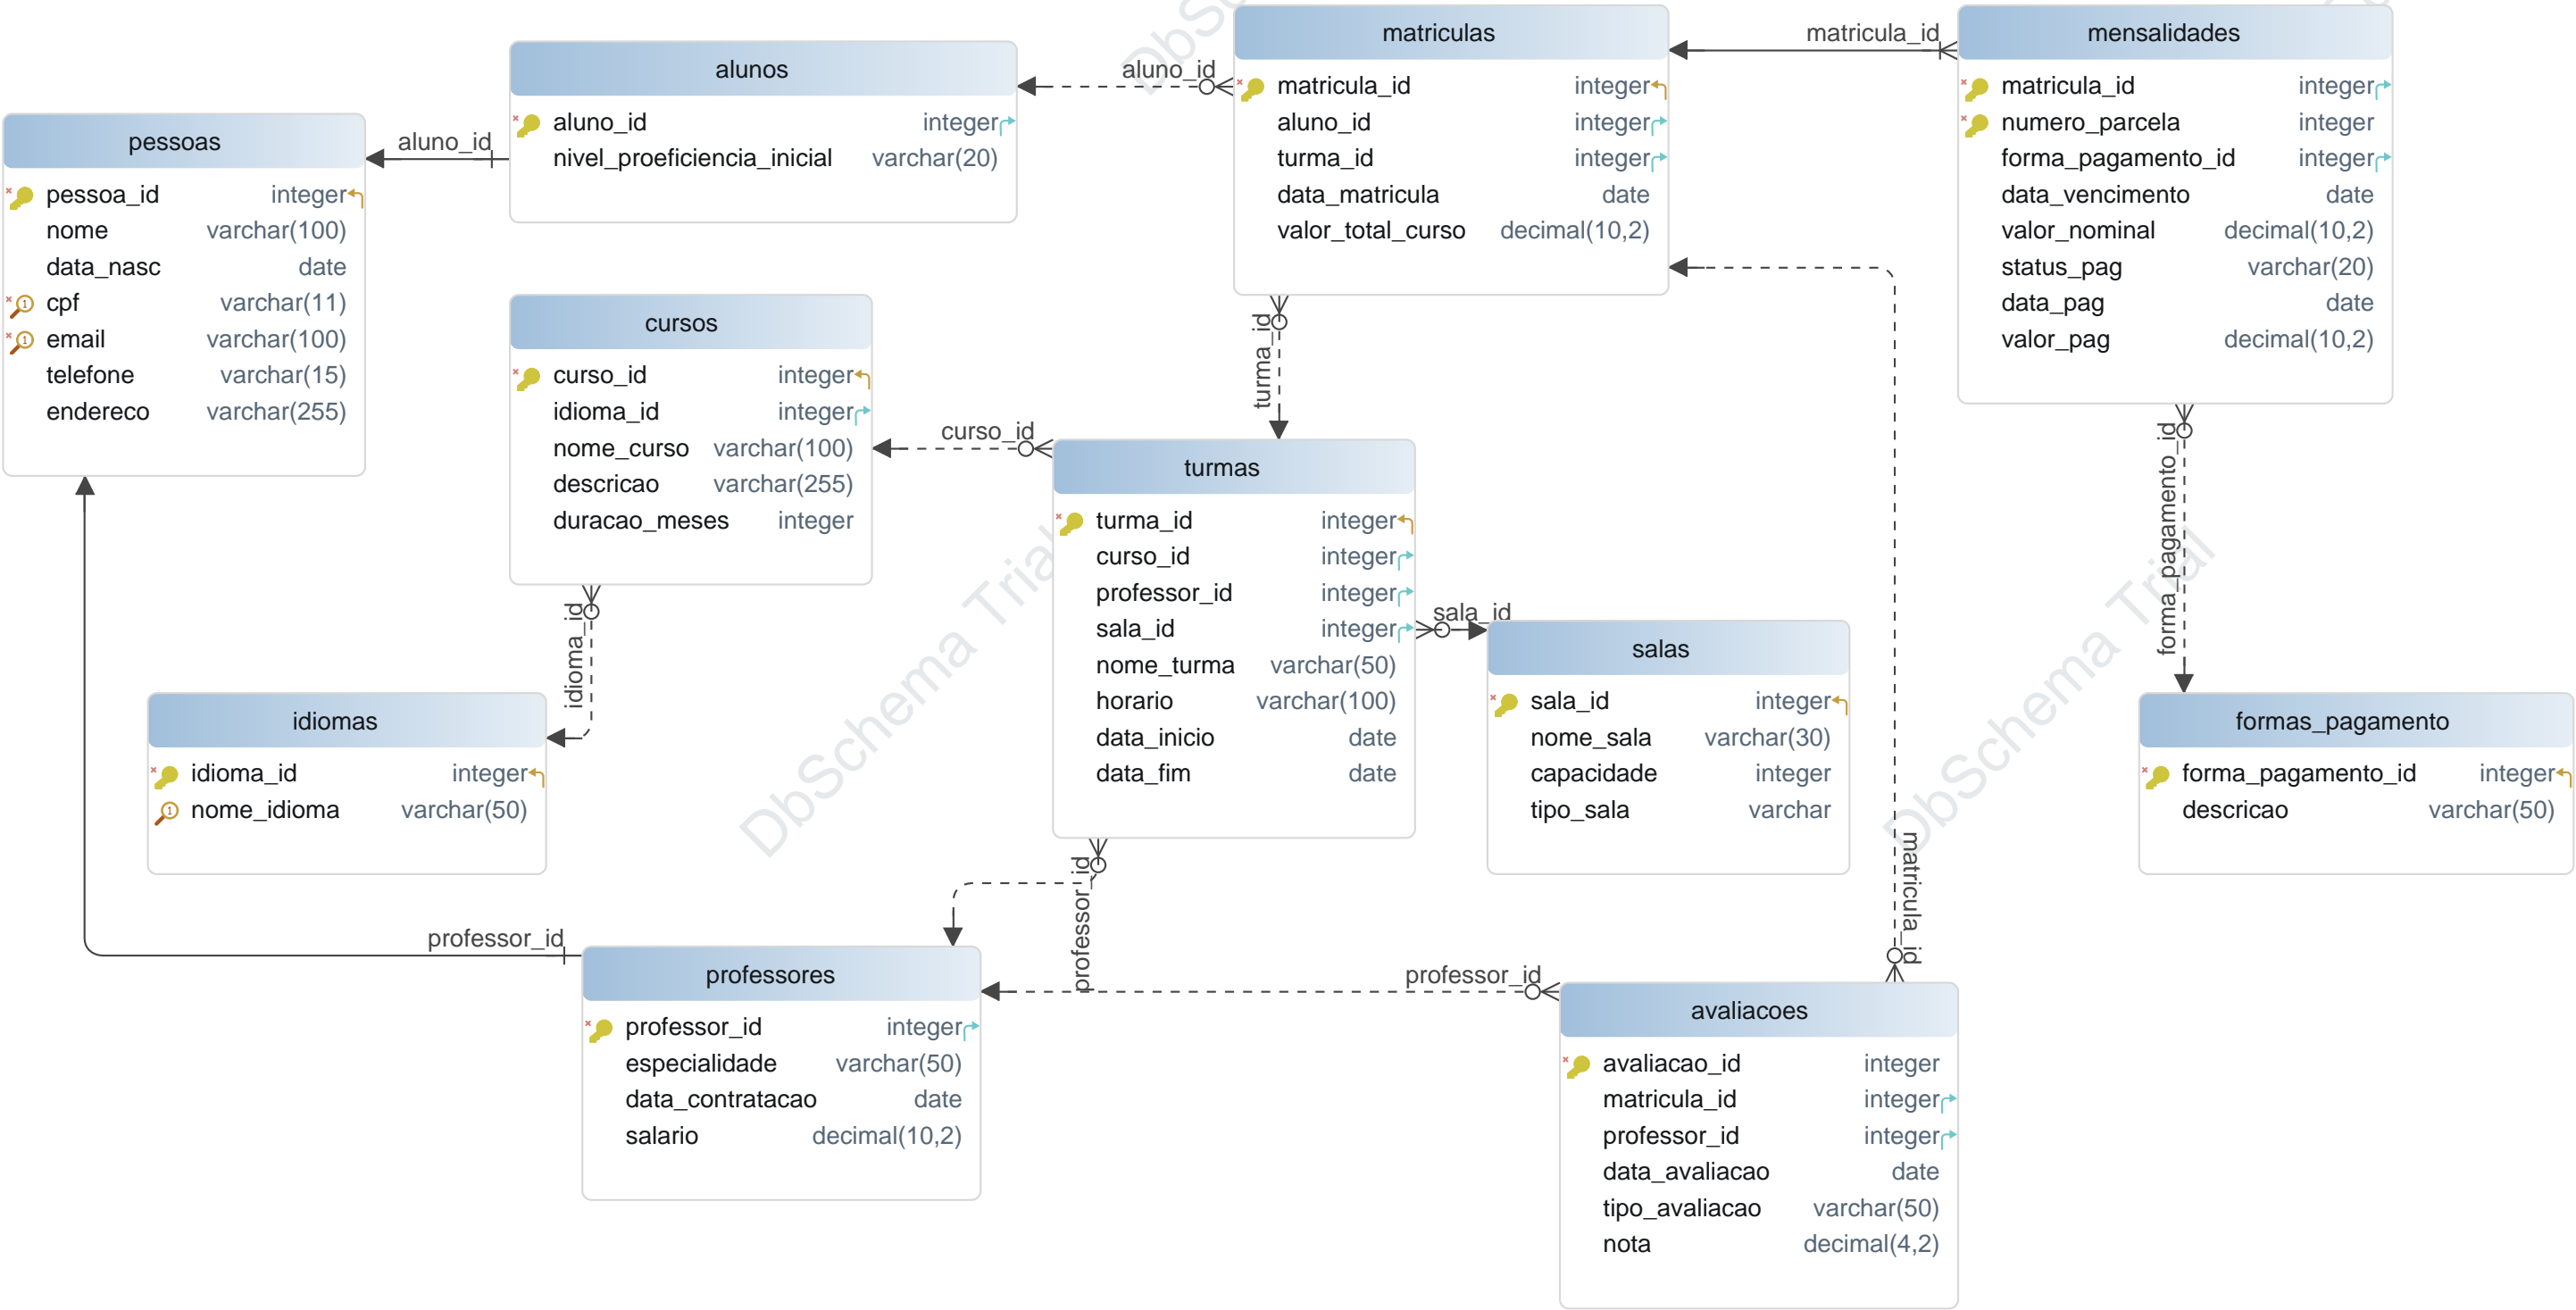 pessoas
pessoa_id integer
nome varchar(100)
data_nasc date
cpf varchar(11)
email varchar(100)
telefone varchar(15)
endereco varchar(255)
aluno_id
alunos
aluno_id integer
nivel_proeficiencia_inicial varchar(20)
aluno_id
matriculas
matricula_id integer
aluno_id integer
turma_id integer
data_matricula date
valor_total_curso decimal(10,2)
matricula_id
mensalidades
matricula_id integer
numero_parcela integer
forma_pagamento_id integer
data_vencimento date
valor_nominal decimal(10,2)
status_pag varchar(20)
data_pag date
valor_pag decimal(10,2)
cursos
curso_id integer
idioma_id integer
nome_curso varchar(100)
descricao varchar(255)
duracao_meses integer
curso_id
turma_id
turmas
turma_id integer
curso_id integer
professor_id integer
sala_id integer
nome_turma varchar(50)
horario varchar(100)
data_inicio date
data_fim date
sala_id
salas
sala_id integer
nome_sala varchar(30)
capacidade integer
tipo_sala varchar
forma_pagamento_id
formas_pagamento
forma_pagamento_id integer
descricao varchar(50)
idioma_id
idiomas
idioma_id integer
nome_idioma varchar(50)
professor_id
professor_id
professores
professor_id integer
especialidade varchar(50)
data_contratacao date
salario decimal(10,2)
professor_id
matricula_id
avaliacoes
avaliacao_id integer
matricula_id integer
professor_id integer
data_avaliacao date
tipo_avaliacao varchar(50)
nota decimal(4,2)
DbSchema Trial
DbSchema Trial